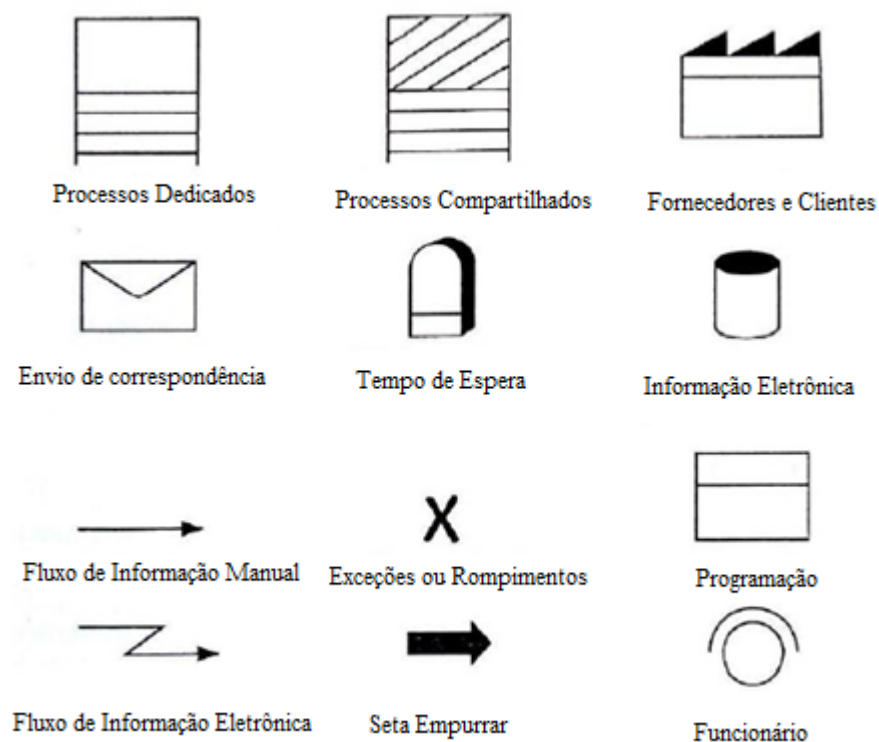 Processos Dedicados
Processos Compartilhados
Fornecedores e Clientes
Envio de correspondência
Tempo de Espera
Informação Eletrônica
Fluxo de Informação Manual
X
Exceções ou Rompimentos
Programação
Fluxo de Informação Eletrônica
Seta Empurrar
Funcionário